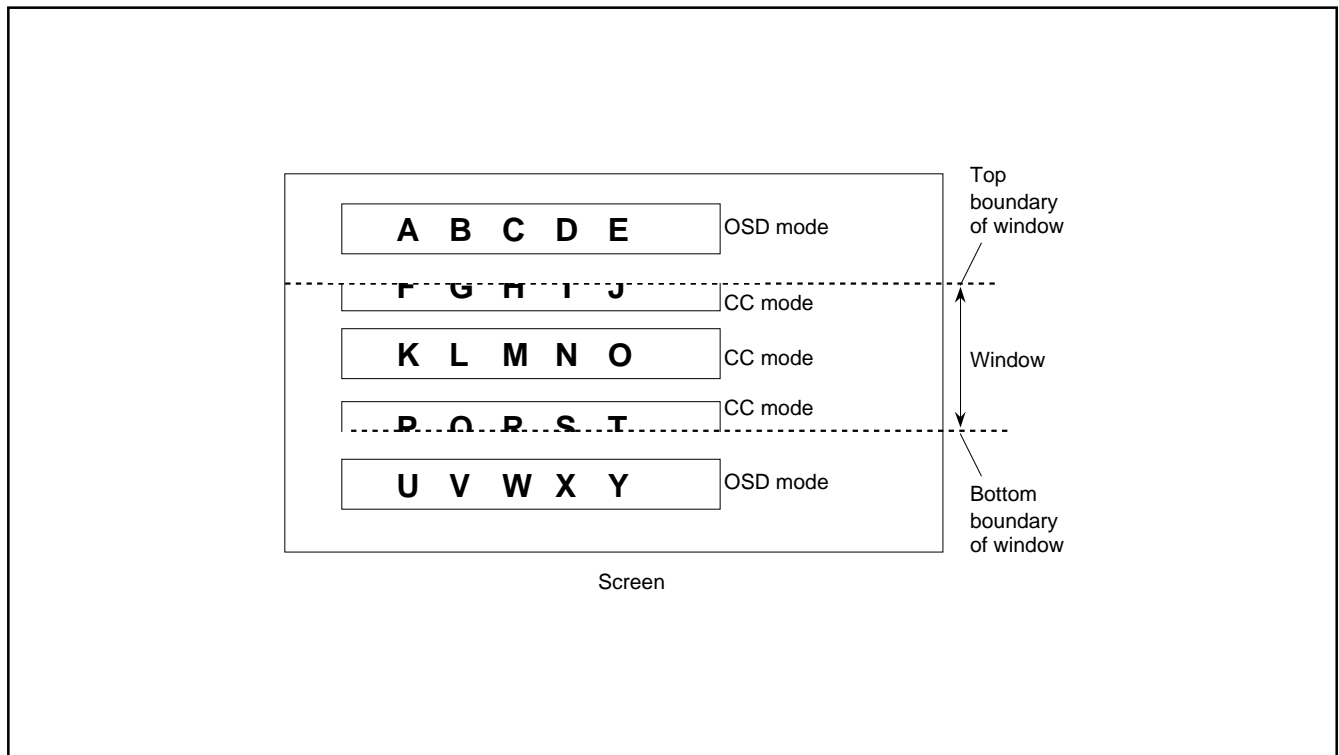 Top
boundary
of window
A B C D E
OSD mode
F G H I J
CC mode
K L M N O
CC mode
Window
CC mode
P Q R S T
U V W X Y
OSD mode
Bottom
boundary
of window
Screen